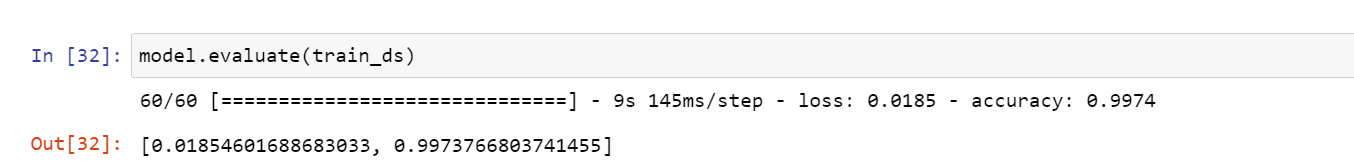 In [32]: model.evaluate(train_ds)
60/60 [==============================] - 9s 145ms/step - loss: 0.0185 - accuracy: 0.9974
Out[32]: [0.01854601688683033, 0.9973766803741455]